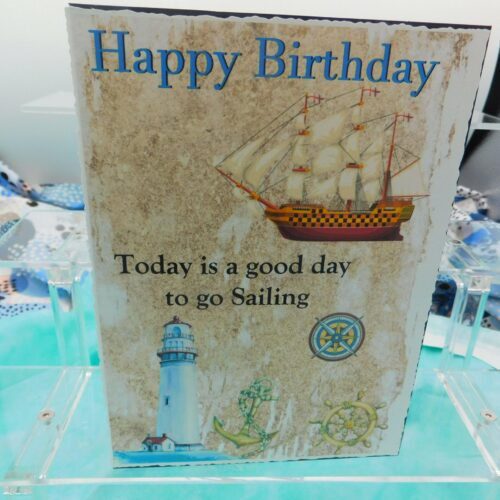 Happy Birthday
Today is a good day
to go Sailing